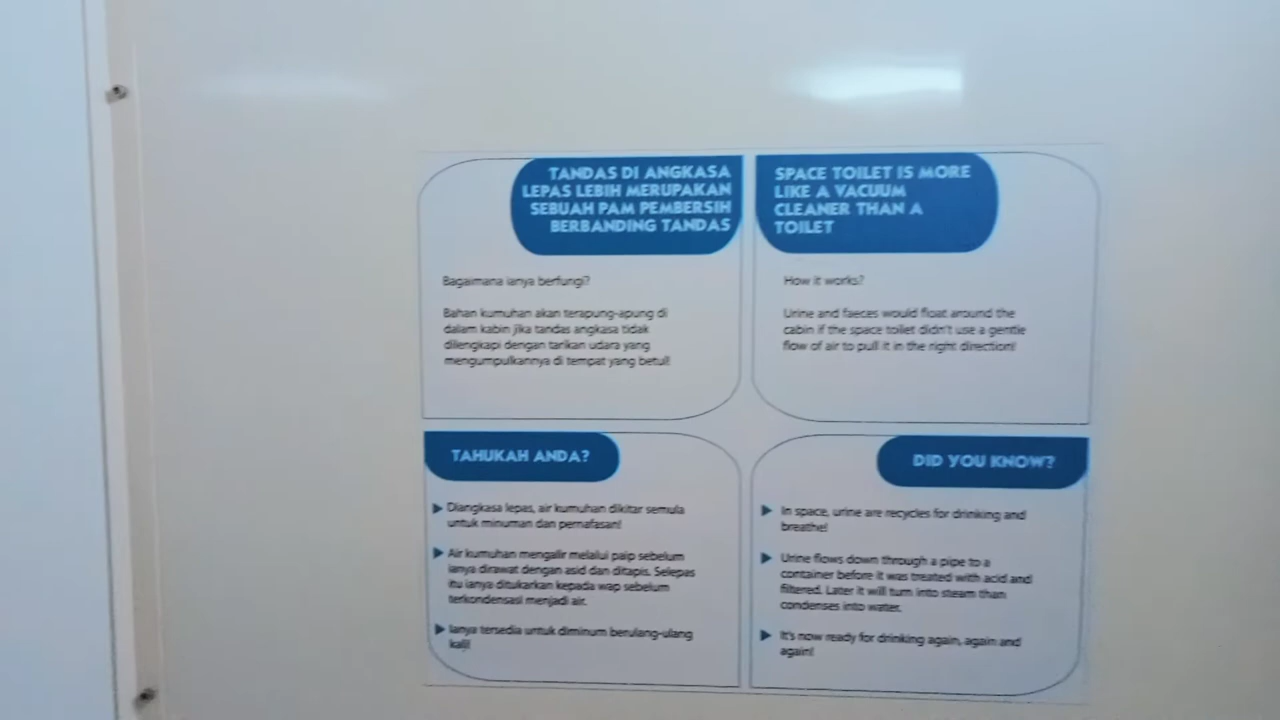 TANDAS DI ANGKASA
LEPAS LEBIH MERUPAKAN
SEBUAH PAM PEMBERSIH
BERBANDING TANDAS
Bagaimana ianya berfungi?
Bahan kumuhan akan terapung-apung di
dalam kabin jika tandas angkasa tidak
dilengkapi dengan tarikan udara yang
mengumpulkannya di tempat yang betul!
SPACE TOILET IS MORE
LIKE A VACUUM
CLEANER THAN A
TOILET
How it works?
Urine and faeces would float around the
cabin if the space toilet didn't use a gentle
flow of air to pull it in the right direction!
TAHUKAH ANDA?
Diangkasa lepas, air kumuhan dikitar semula
untuk minuman dan pernafasan!
Air kumuhan mengalir melalui paip sebelum
ianya dirawat dengan asid dan ditapis. Selepas
itu ianya ditukarkan kepada wap sebelum
terkondensasi menjadi air.
Ianya tersedia untuk diminum berulang-ulang
kali!
DID YOU KNOW?
In space, urine are recycles for drinking and
breathe!
Urine flows down through a pipe to a
container before it was treated with acid and
filtered. Later it will turn into steam than
condenses into water.
It's now ready for drinking again, again and
again!